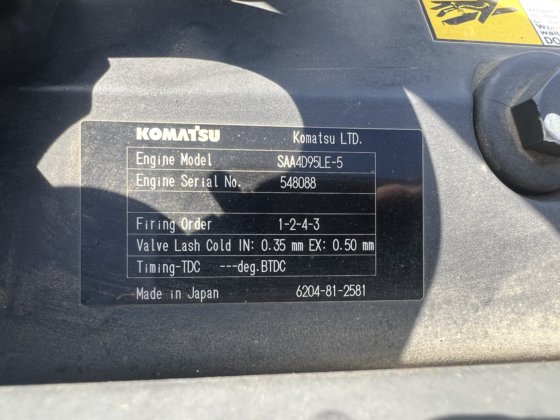 KOMATSU Komatsu LTD.
Engine Model SAA4D95LE-5
Engine Serial No. 548088
Firing Order 1-2-4-3
Valve Lash Cold IN: 0.35 mm EX: 0.50 mm
Timing-TDC ---deg.BTDC
Made in Japan 6204-81-2581